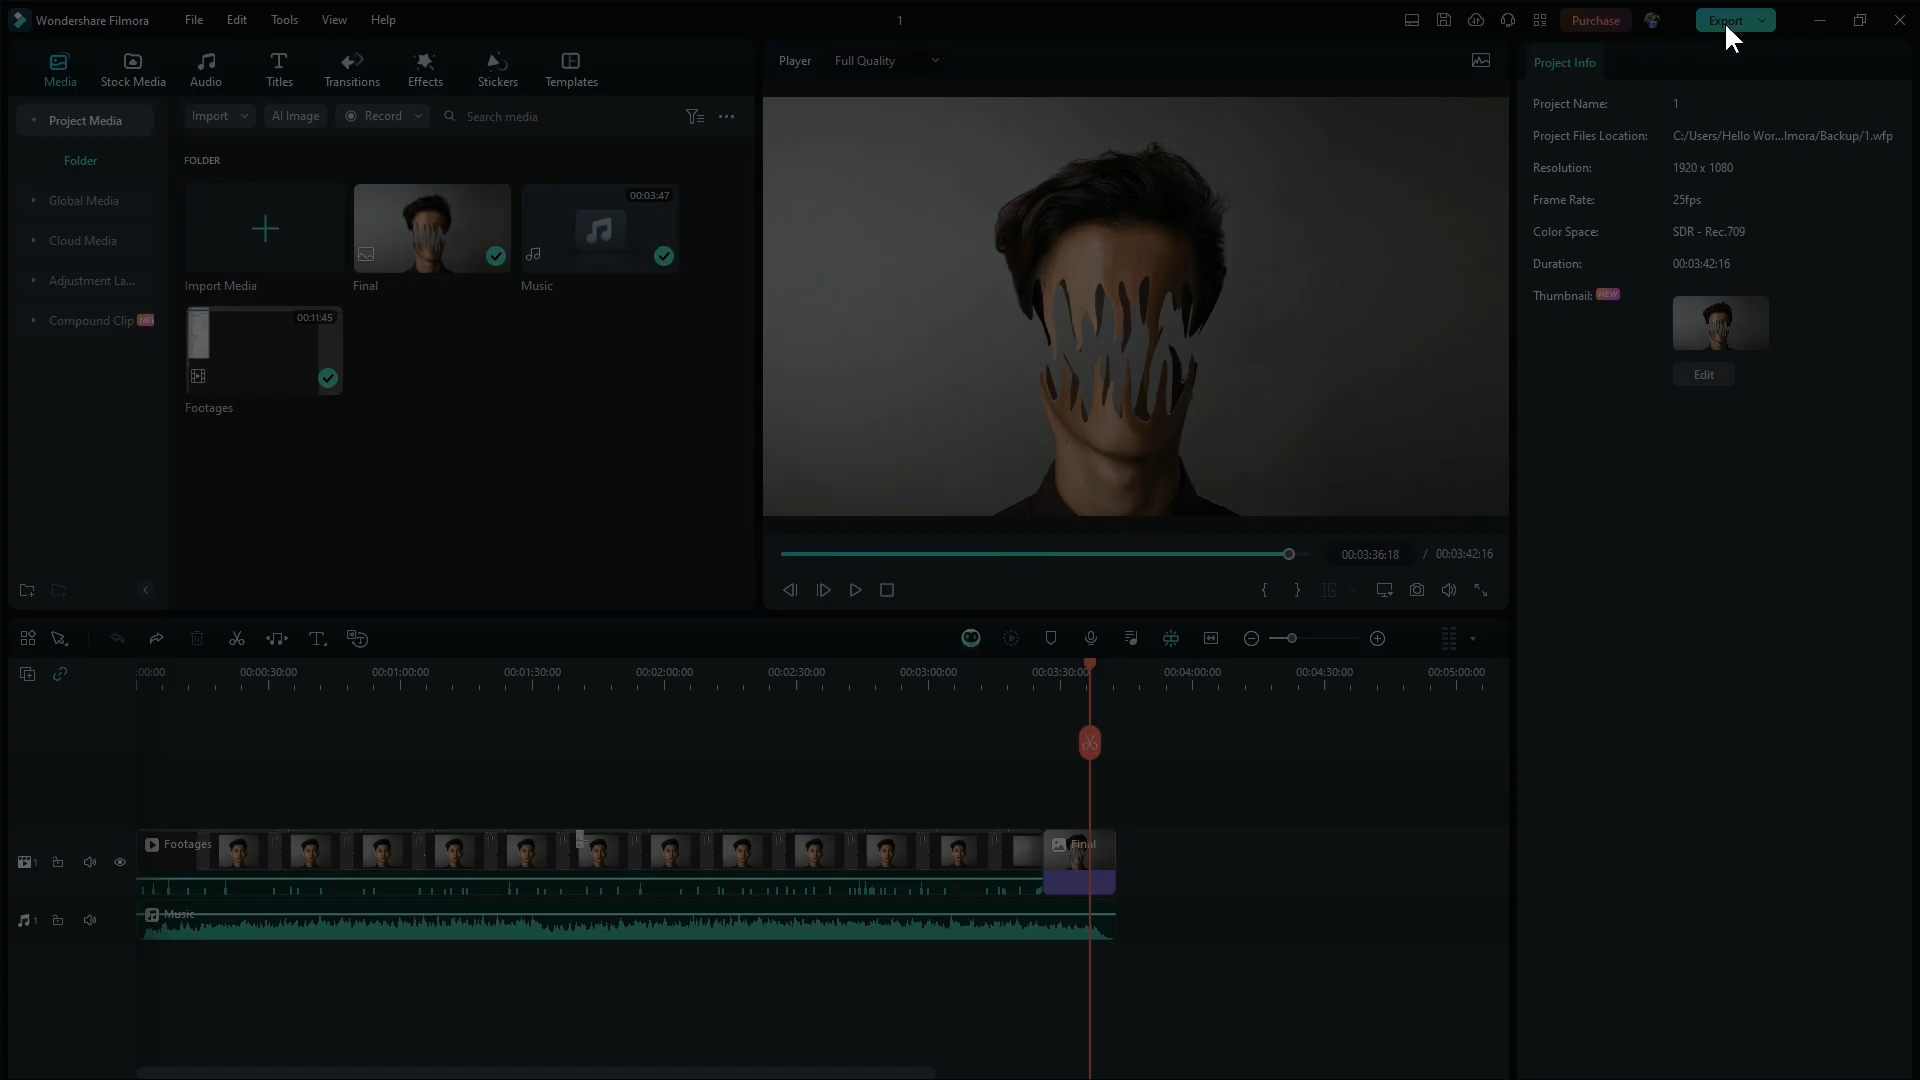 Wondershare Filmora File Edit Tools View Help 1 Purchase Export
Media Stock Media Audio Titles Transitions Effects Stickers Templates
Player Full Quality
Project Info
Project Media
Folder
Global Media
Cloud Media
Adjustment La...
Compound Clip NEW
Import AI Image Record Search media
FOLDER
00:03:47
Import Media Final Music
00:11:45
Footages
Project Name: 1
Project Files Location: C:/Users/Hello Wor...lmora/Backup/1.wfp
Resolution: 1920 x 1080
Frame Rate: 25fps
Color Space: SDR - Rec.709
Duration: 00:03:42:16
Thumbnail: NEW
Edit
00:03:36:18 / 00:03:42:16
:00:00 00:00:30:00 00:01:00:00 00:01:30:00 00:02:00:00 00:02:30:00 00:03:00:00 00:03:30:00 00:04:00:00 00:04:30:00 00:05:00:00
Footages Final
1
Music
1